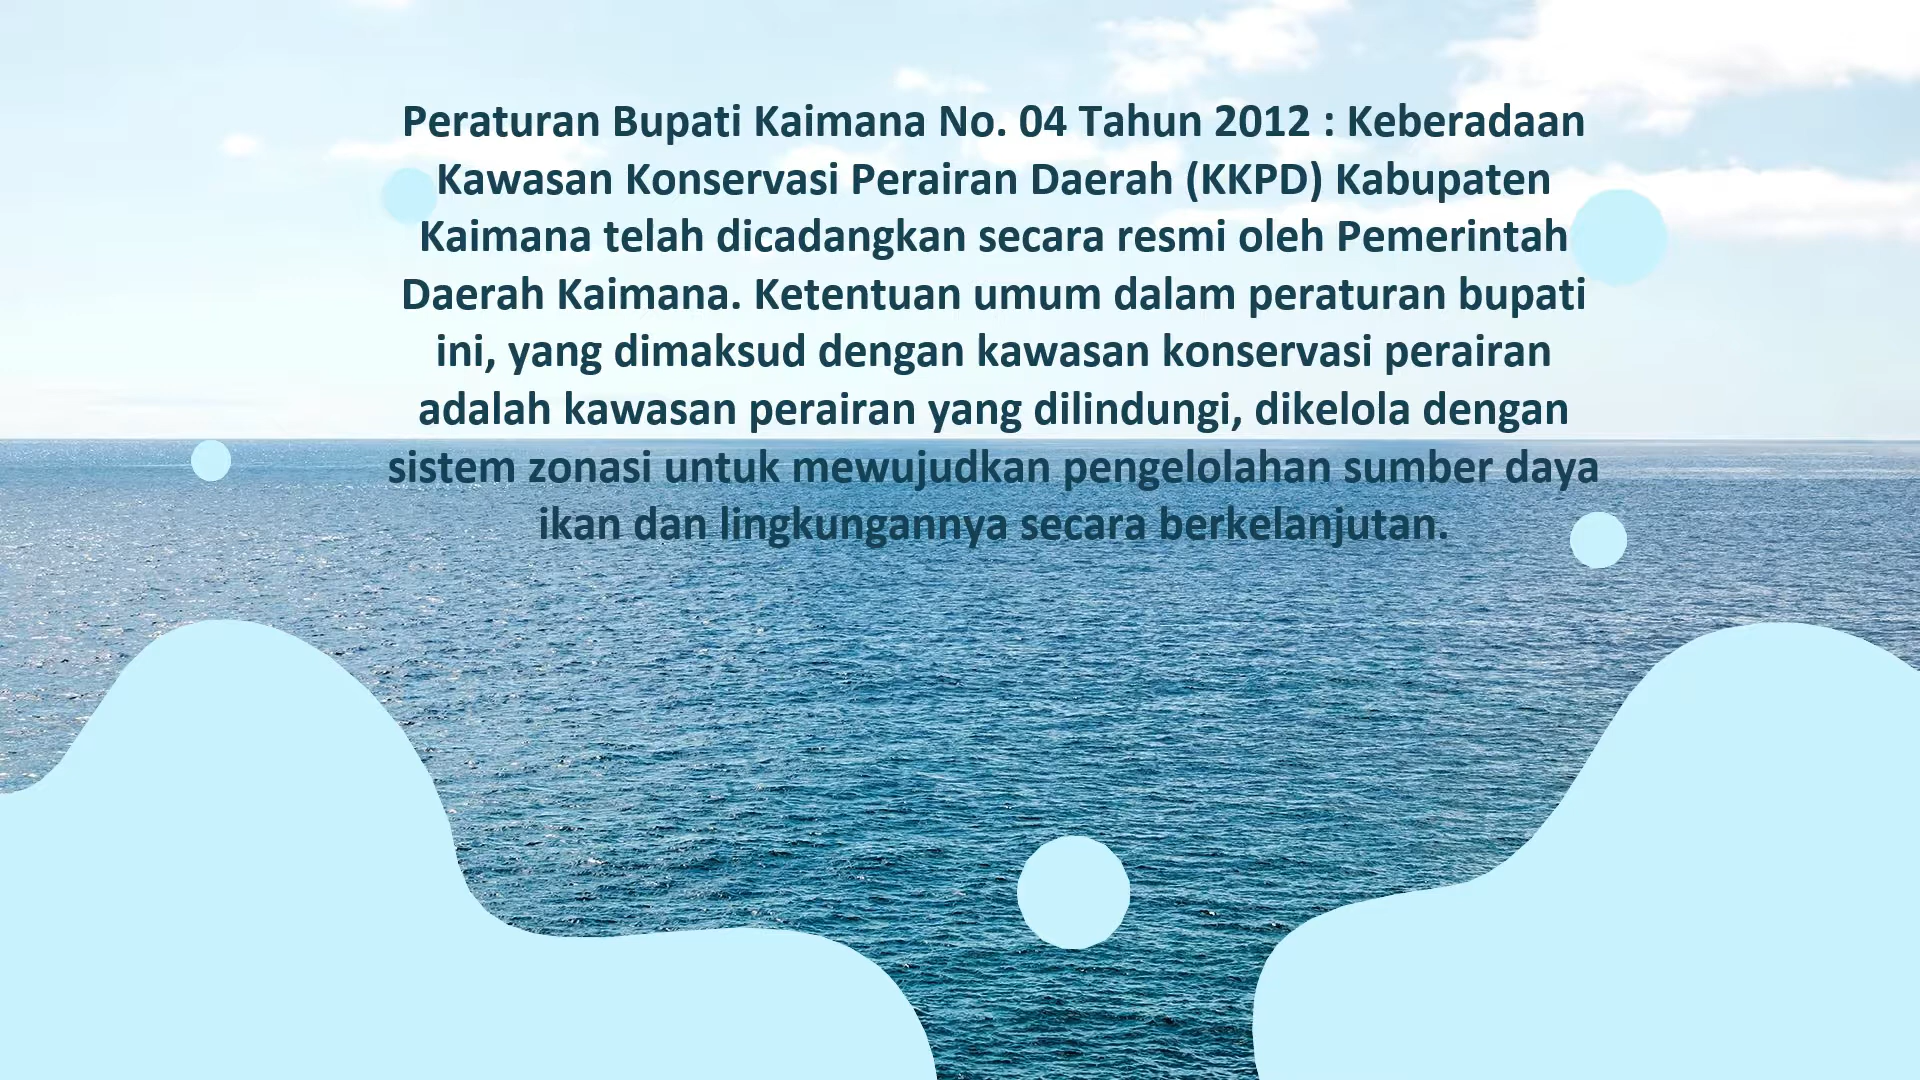 Peraturan Bupati Kaimana No. 04 Tahun 2012 : Keberadaan
Kawasan Konservasi Perairan Daerah (KKPD) Kabupaten
Kaimana telah dicadangkan secara resmi oleh Pemerintah
Daerah Kaimana. Ketentuan umum dalam peraturan bupati
ini, yang dimaksud dengan kawasan konservasi perairan
adalah kawasan perairan yang dilindungi, dikelola dengan
sistem zonasi untuk mewujudkan pengelolahan sumber daya
ikan dan lingkungannya secara berkelanjutan.